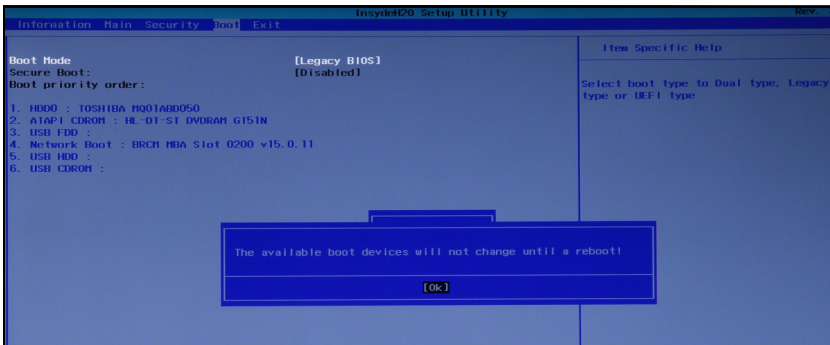 InsydeH20 Setup Utility Rev.
Information Main Security Boot Exit
Item Specific Help
Boot Mode [Legacy BIOS]
Secure Boot: [Disabled]
Boot priority order:
Select boot type to Dual type, Legacy
type or UEFI type
1. HDD0 : TOSHIBA MQ01ABD050
2. ATAPI CDROM : HL-DT-ST DVDRAM GT51N
3. USB FDD :
4. Network Boot : BRCM MBA Slot 0200 v15.0.11
5. USB HDD :
6. USB CDROM :
The available boot devices will not change until a reboot!
[Ok]